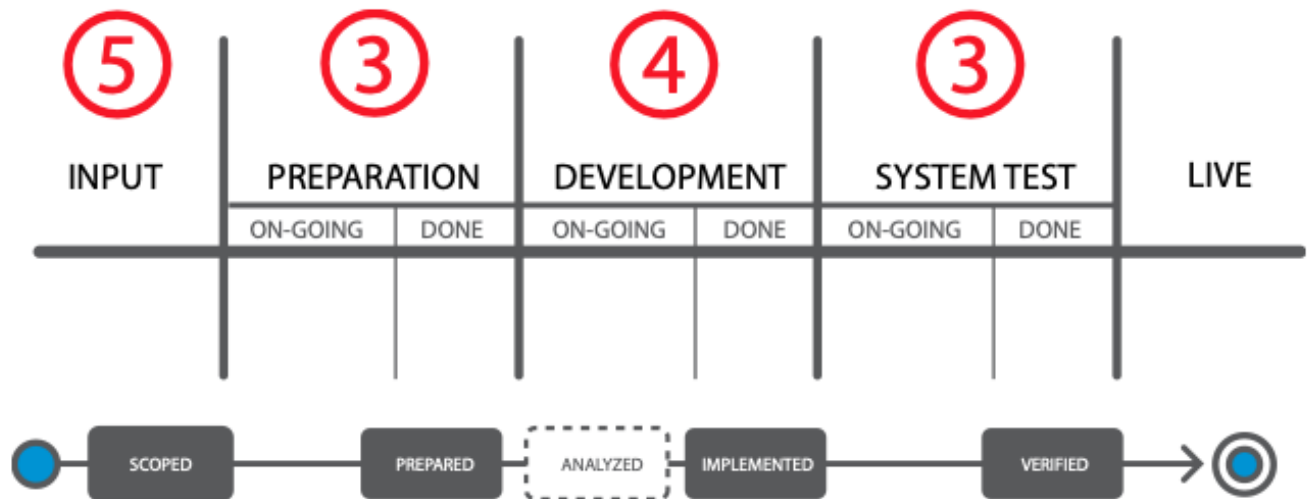 5 3 4 3
INPUT PREPARATION DEVELOPMENT SYSTEM TEST LIVE
ON-GOING DONE ON-GOING DONE ON-GOING DONE
SCOPED PREPARED ANALYZED IMPLEMENTED VERIFIED